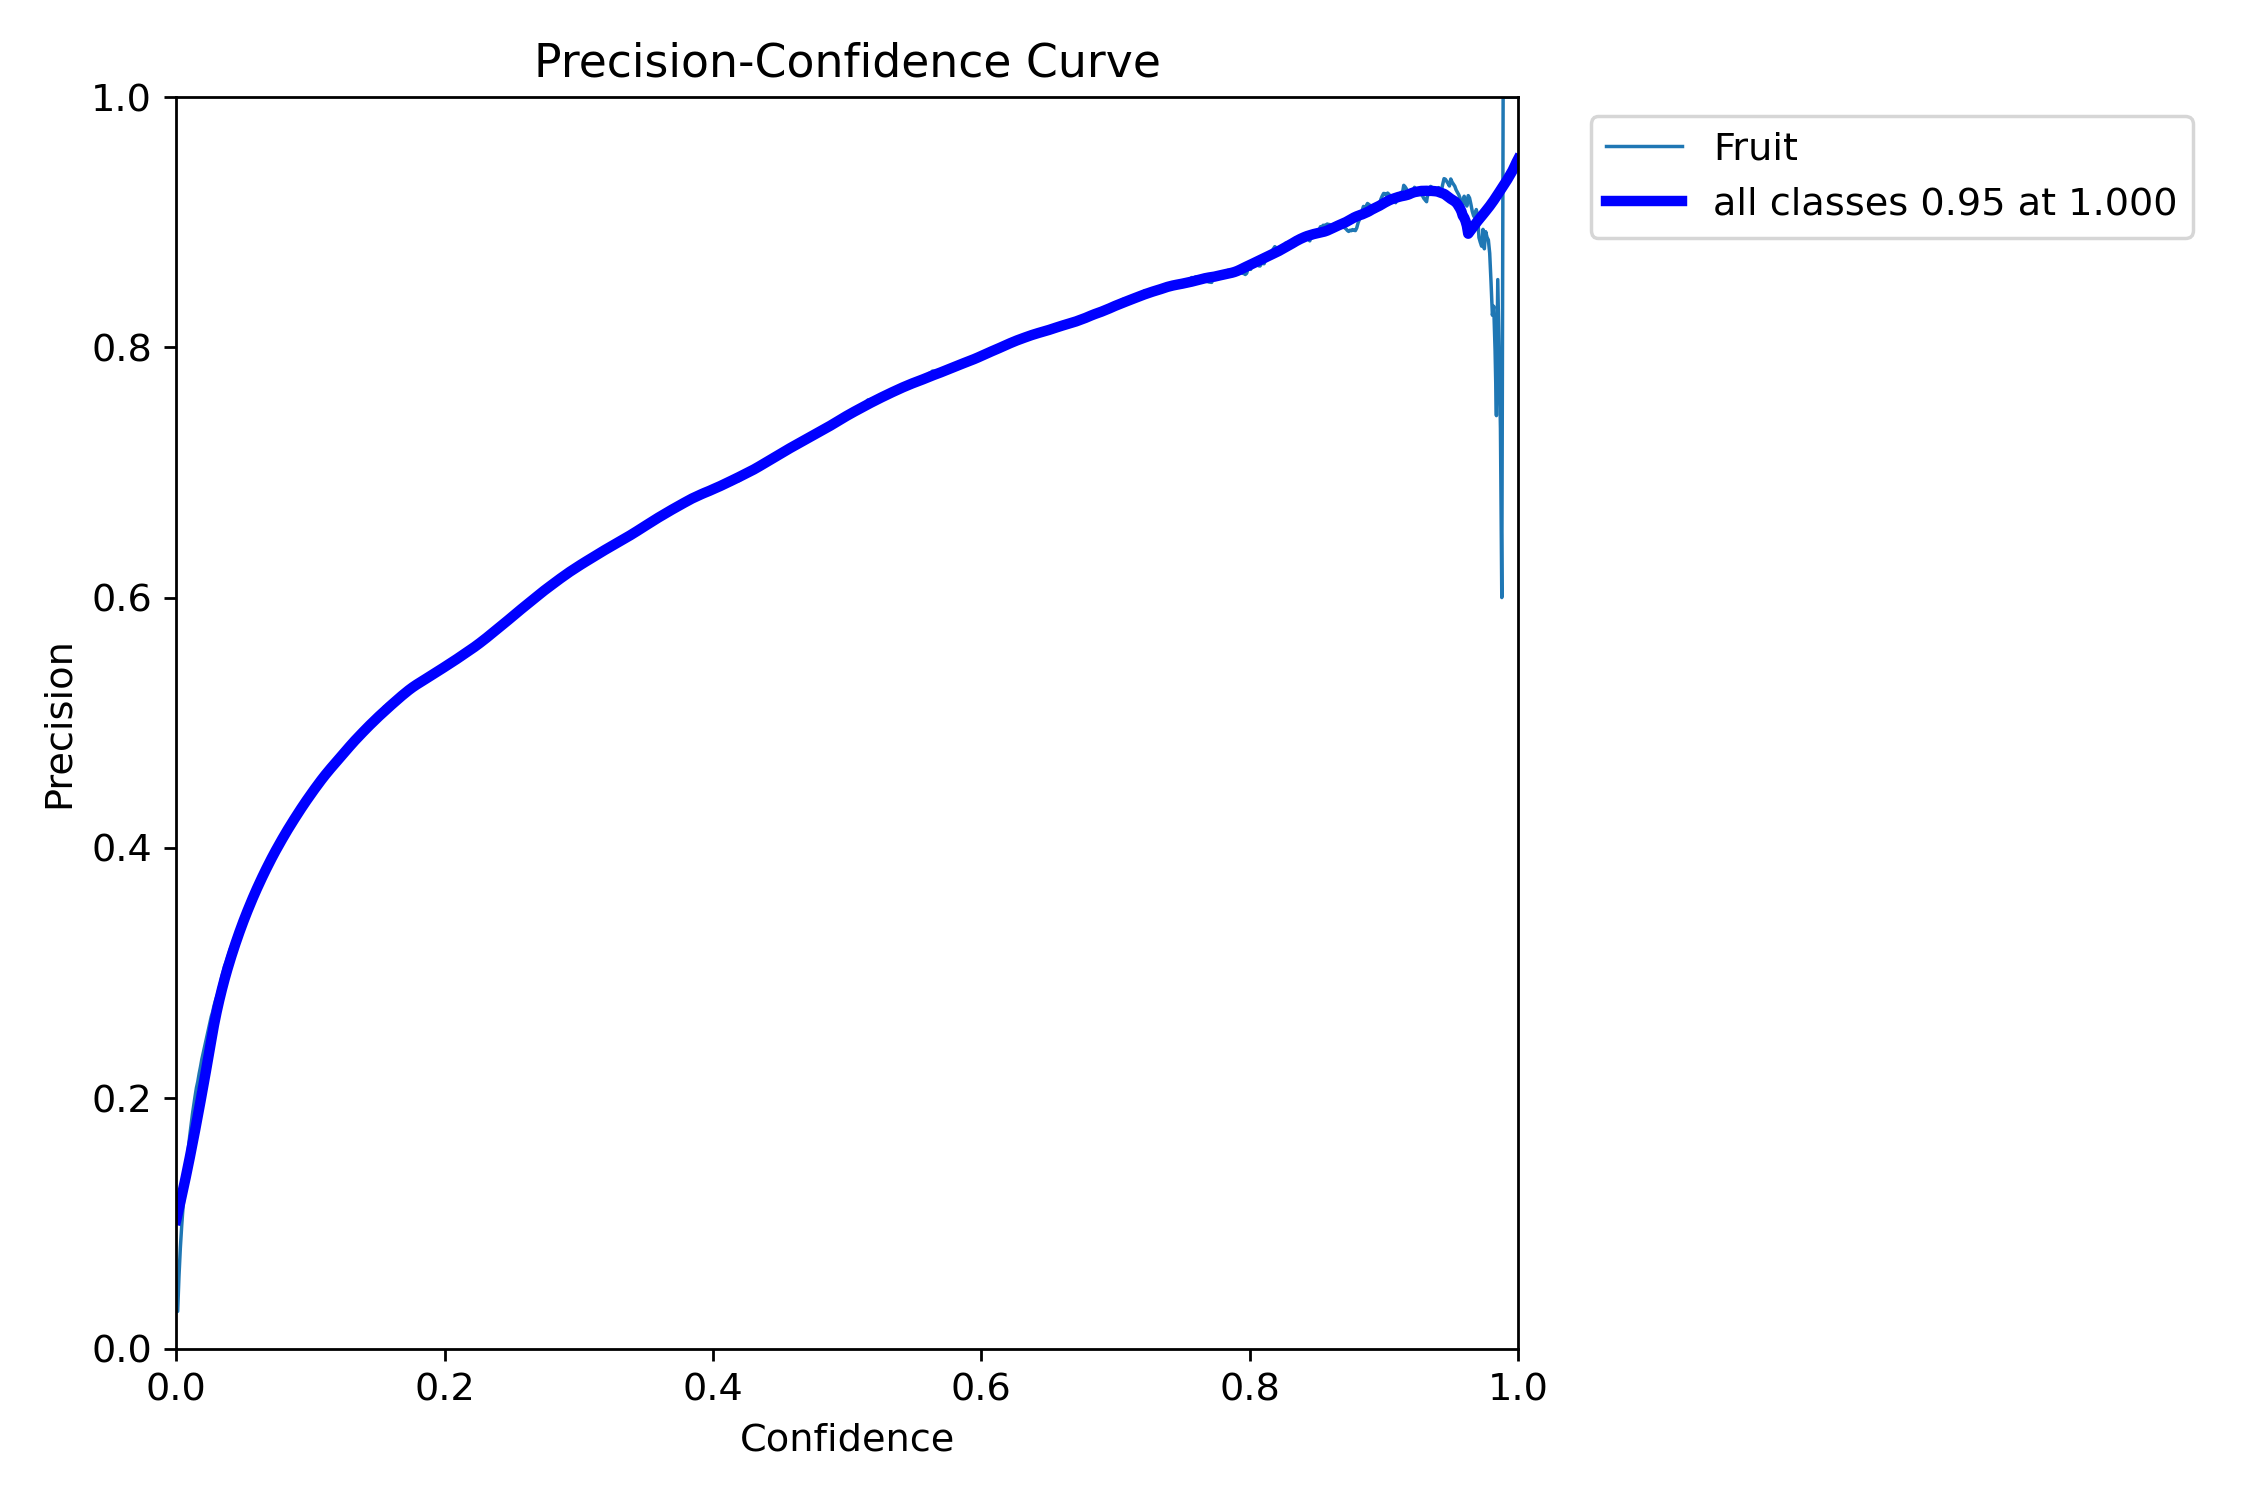 Precision-Confidence Curve
Fruit
all classes 0.95 at 1.000
1.0
0.8
0.6
0.4
0.2
0.0
Precision
0.0 0.2 0.4 0.6 0.8 1.0
Confidence